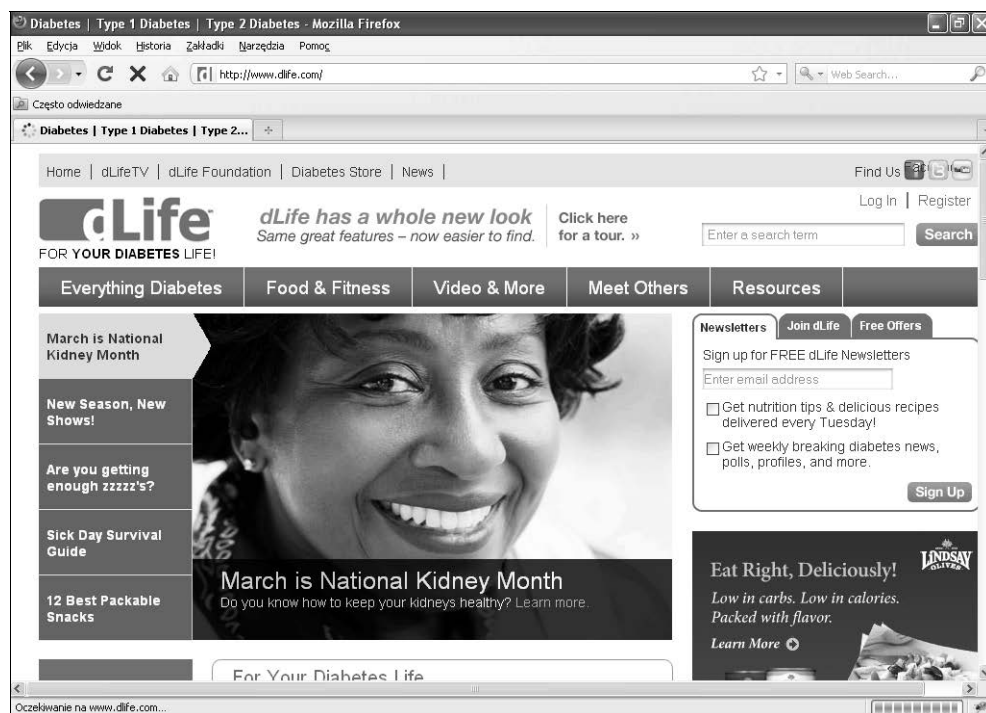 Diabetes | Type 1 Diabetes | Type 2 Diabetes - Mozilla Firefox
Plik Edycja Widok Historia Zakładki Narzędzia Pomoc
http://www.dlife.com/
Web Search...
Często odwiedzane
Diabetes | Type 1 Diabetes | Type 2...
Home | dLifeTV | dLife Foundation | Diabetes Store | News |
Find Us
Log In | Register
dLife
FOR YOUR DIABETES LIFE!
dLife has a whole new look
Same great features – now easier to find.
Click here
for a tour. »
Enter a search term
Search
Everything Diabetes
Food & Fitness
Video & More
Meet Others
Resources
March is National
Kidney Month
New Season, New
Shows!
Are you getting
enough zzzzz's?
Sick Day Survival
Guide
12 Best Packable
Snacks
March is National Kidney Month
Do you know how to keep your kidneys healthy? Learn more.
Newsletters
Join dLife
Free Offers
Sign up for FREE dLife Newsletters
Enter email address
Get nutrition tips & delicious recipes
delivered every Tuesday!
Get weekly breaking diabetes news,
polls, profiles, and more.
Sign Up
LINDSAY
OLIVES
Eat Right, Deliciously!
Low in carbs. Low in calories.
Packed with flavor.
Learn More
For Your Diabetes Life
Oczekiwanie na www.dlife.com...